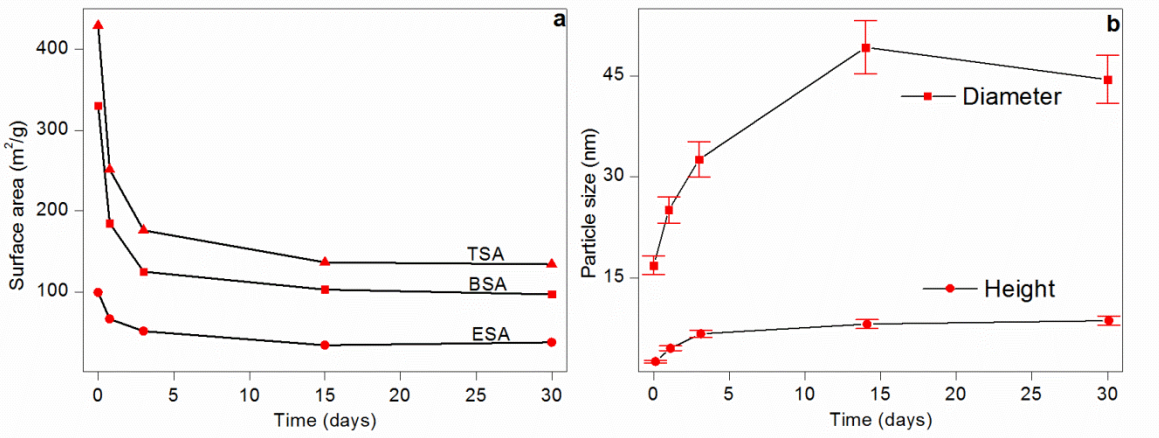 a
400
300
200
100
Surface area (m²/g)
TSA
BSA
ESA
0 5 10 15 20 25 30
Time (days)
b
45
30
15
Particle size (nm)
Diameter
Height
0 5 10 15 20 25 30
Time (days)